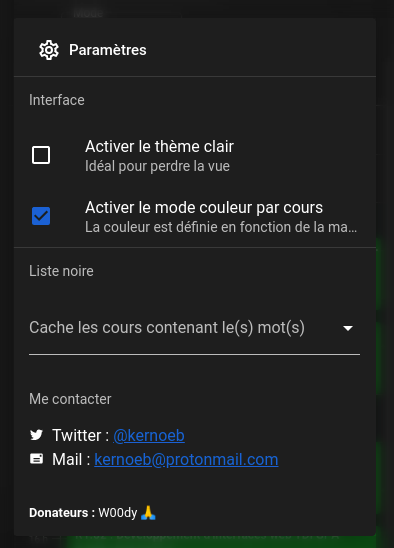 Paramètres
Interface
Activer le thème clair
Idéal pour perdre la vue
Activer le mode couleur par cours
La couleur est définie en fonction de la ma…
Liste noire
Cache les cours contenant le(s) mot(s)
Me contacter
Twitter : @kernoeb
Mail : kernoeb@protonmail.com
Donateurs : W00dy 🙏